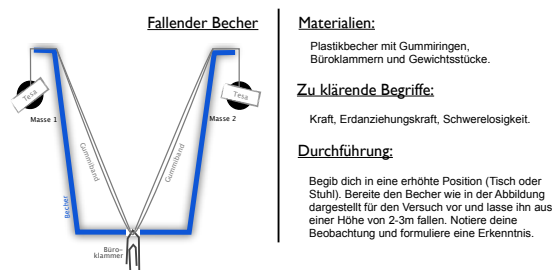 Fallender Becher
Tesa
Tesa
Masse 1
Masse 2
Gummiband
Gummiband
Becher
Büro-
klammer
Materialien:
Plastikbecher mit Gummiringen,
Büroklammern und Gewichtsstücke.
Zu klärende Begriffe:
Kraft, Erdanziehungskraft, Schwerelosigkeit.
Durchführung:
Begib dich in eine erhöhte Position (Tisch oder
Stuhl). Bereite den Becher wie in der Abbildung
dargestellt für den Versuch vor und lasse ihn aus
einer Höhe von 2-3m fallen. Notiere deine
Beobachtung und formuliere eine Erkenntnis.